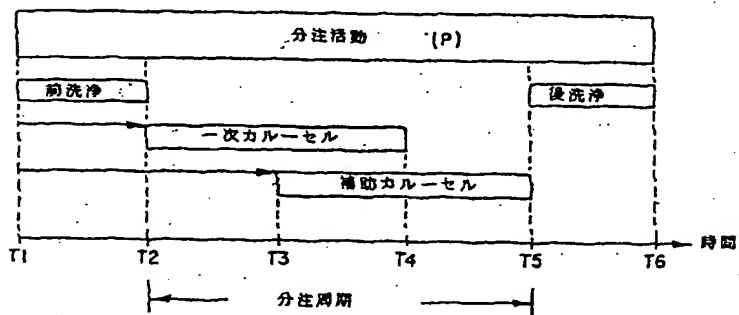 分注活動 (P)
前洗浄
後洗浄
一次カルーセル
補助カルーセル
時間
T1 T2 T3 T4 T5 T6
分注周期